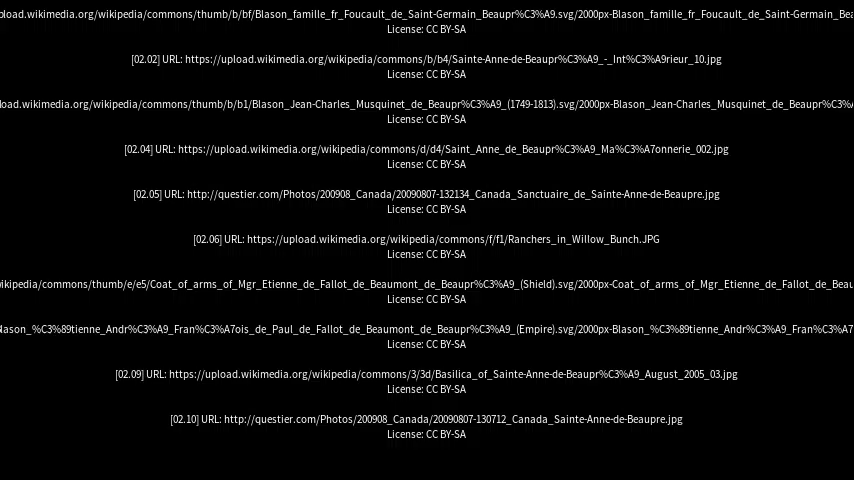 pload.wikimedia.org/wikipedia/commons/thumb/b/bf/Blason_famille_fr_Foucault_de_Saint-Germain_Beaupr%C3%A9.svg/2000px-Blason_famille_fr_Foucault_de_Saint-Germain_Bea
License: CC BY-SA
[02.02] URL: https://upload.wikimedia.org/wikipedia/commons/b/b4/Sainte-Anne-de-Beaupr%C3%A9_-_Int%C3%A9rieur_10.jpg
License: CC BY-SA
load.wikimedia.org/wikipedia/commons/thumb/b/b1/Blason_Jean-Charles_Musquinet_de_Beaupr%C3%A9_(1749-1813).svg/2000px-Blason_Jean-Charles_Musquinet_de_Beaupr%C3%A
License: CC BY-SA
[02.04] URL: https://upload.wikimedia.org/wikipedia/commons/d/d4/Saint_Anne_de_Beaupr%C3%A9_Ma%C3%A7onnerie_002.jpg
License: CC BY-SA
[02.05] URL: http://questier.com/Photos/200908_Canada/20090807-132134_Canada_Sanctuaire_de_Sainte-Anne-de-Beaupre.jpg
License: CC BY-SA
[02.06] URL: https://upload.wikimedia.org/wikipedia/commons/f/f1/Ranchers_in_Willow_Bunch.JPG
License: CC BY-SA
vikipedia/commons/thumb/e/e5/Coat_of_arms_of_Mgr_Etienne_de_Fallot_de_Beaumont_de_Beaupr%C3%A9_(Shield).svg/2000px-Coat_of_arms_of_Mgr_Etienne_de_Fallot_de_Beau
License: CC BY-SA
lason_%C3%89tienne_Andr%C3%A9_Fran%C3%A7ois_de_Paul_de_Fallot_de_Beaumont_de_Beaupr%C3%A9_(Empire).svg/2000px-Blason_%C3%89tienne_Andr%C3%A9_Fran%C3%A7
License: CC BY-SA
[02.09] URL: https://upload.wikimedia.org/wikipedia/commons/3/3d/Basilica_of_Sainte-Anne-de-Beaupr%C3%A9_August_2005_03.jpg
License: CC BY-SA
[02.10] URL: http://questier.com/Photos/200908_Canada/20090807-130712_Canada_Sainte-Anne-de-Beaupre.jpg
License: CC BY-SA